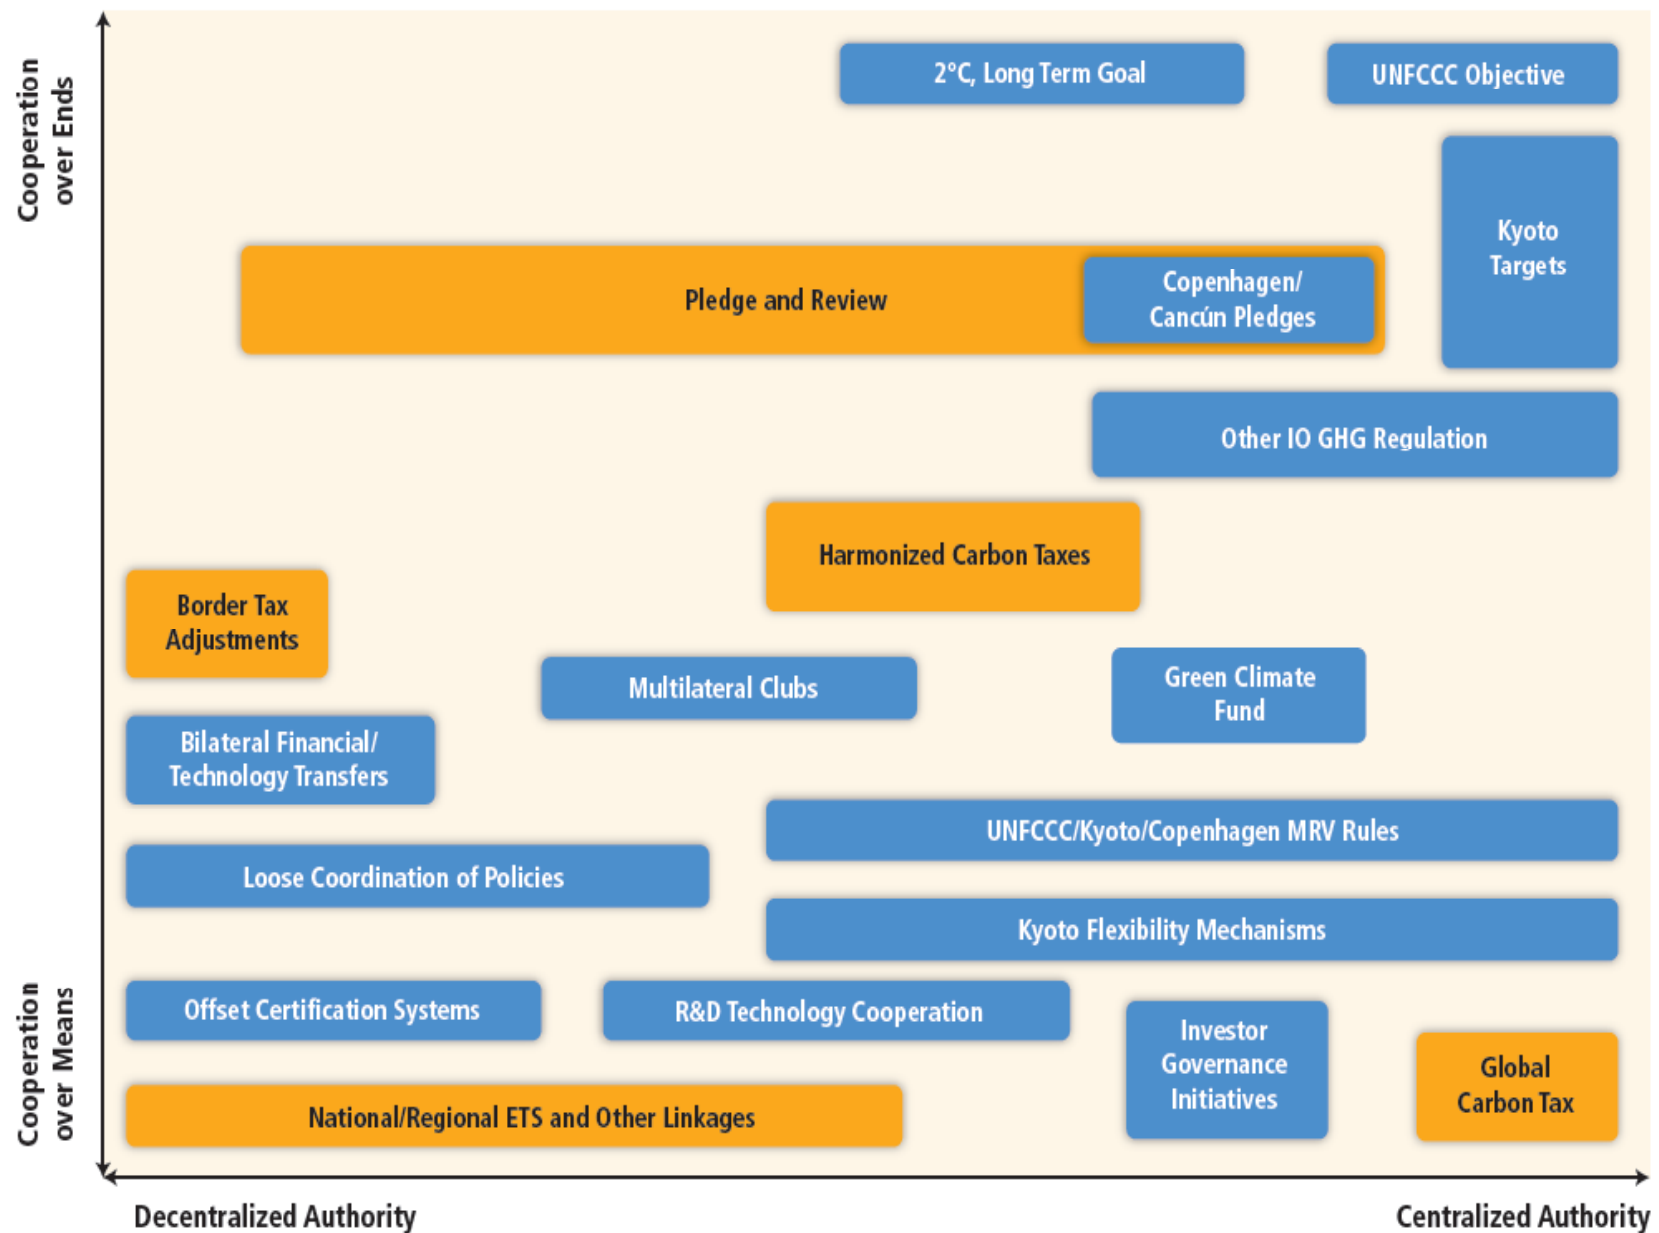 Cooperation
over Ends
2°C, Long Term Goal
UNFCCC Objective
Kyoto
Targets
Pledge and Review
Copenhagen/
Cancún Pledges
Other IO GHG Regulation
Harmonized Carbon Taxes
Border Tax
Adjustments
Multilateral Clubs
Green Climate
Fund
Bilateral Financial/
Technology Transfers
UNFCCC/Kyoto/Copenhagen MRV Rules
Loose Coordination of Policies
Kyoto Flexibility Mechanisms
Cooperation
over Means
Offset Certification Systems
R&D Technology Cooperation
Investor
Governance
Initiatives
Global
Carbon Tax
National/Regional ETS and Other Linkages
Decentralized Authority
Centralized Authority